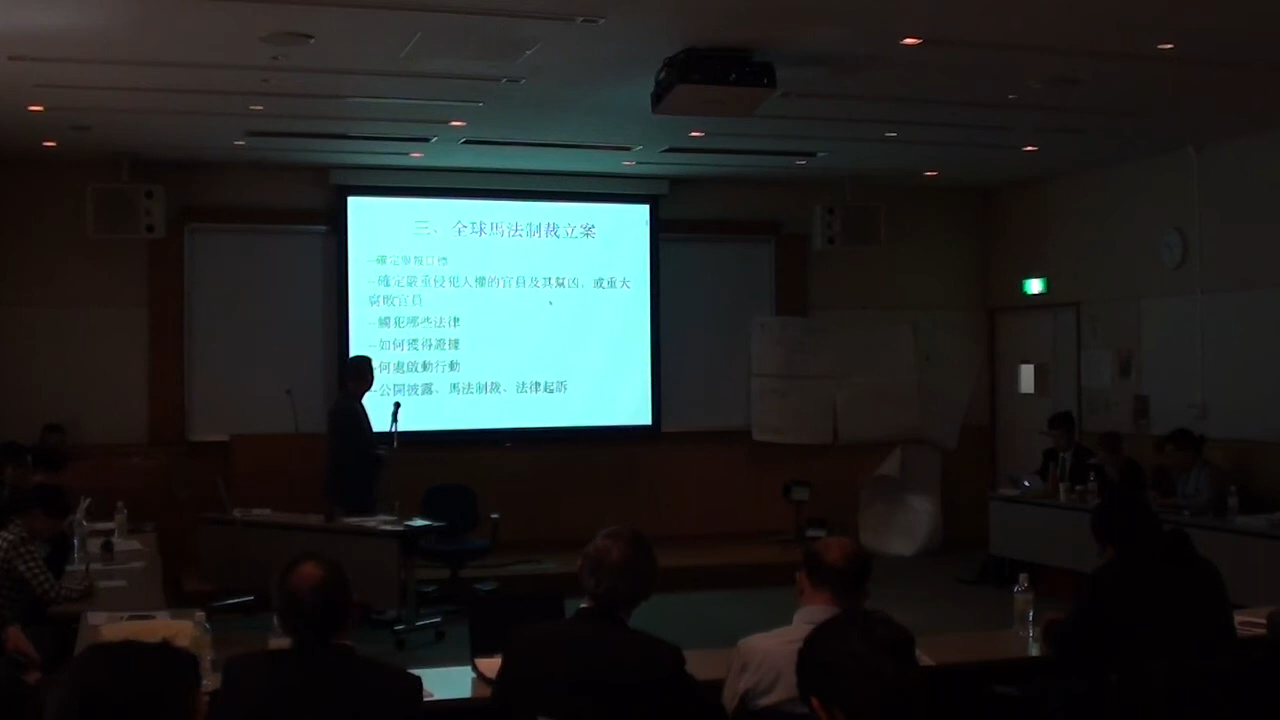 三、全球馬法制裁立案
--確定舉報目標
--確定嚴重侵犯人權的官員及其幫凶，或重大
腐敗官員
--觸犯哪些法律
--如何獲得證據
--何處啟動行動
--公開披露、馬法制裁、法律起訴